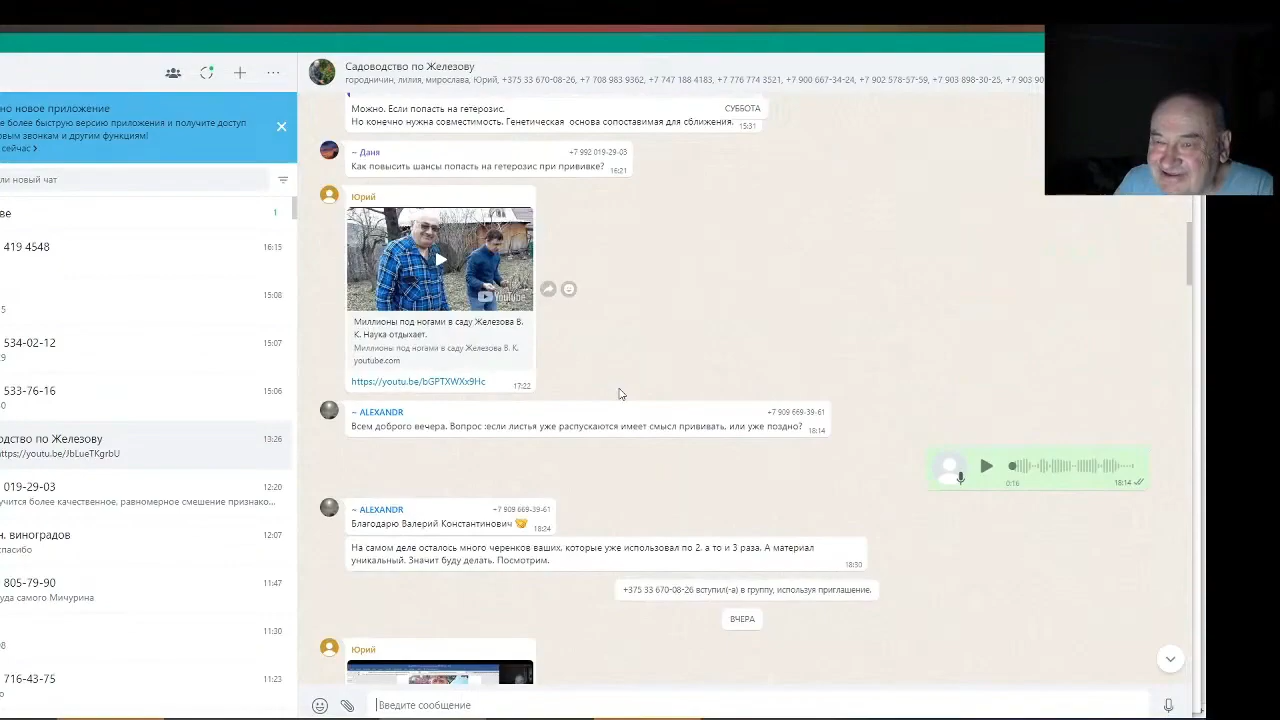 но новое приложение
е более быструю версию приложения и получите доступ
овым звонкам и другим функциям!
сейчас
ли новый чат
ве
1
419 4548
16:15
15:08
5
534-02-12
15:07
29
533-76-16
15:06
0
одство по Железову
13:26
https://youtu.be/JbLueTKgrbU
019-29-03
12:20
учится более качественное, равномерное смешение признако...
н. виноградов
12:07
спасибо
805-79-90
11:47
уда самого Мичурина
11:30
8
716-43-75
11:23
о
Садоводство по Железову
городничин, лилия, мирослава, Юрий, +375 33 670-08-26, +7 708 983 9362, +7 747 188 4183, +7 776 774 3521, +7 900 667-34-24, +7 902 578-57-59, +7 903 898-30-25, +7 903 90
Можно. Если попасть на гетерозис.
СУББОТА
Но конечно нужна совместимость. Генетическая основа сопоставимая для сближения.
15:31
~ Даня
+7 992 019-29-03
Как повысить шансы попасть на гетерозис при прививке?
16:21
Юрий
YouTube
Миллионы под ногами в саду Железова В.
К. Наука отдыхает.
Миллионы под ногами в саду Железова В. К.
youtube.com
https://youtu.be/bGPTXWXx9Hc
17:22
~ ALEXANDR
+7 909 669-39-61
Всем доброго вечера. Вопрос :если листья уже распускаются имеет смысл прививать, или уже поздно?
18:14
0:16
18:14
~ ALEXANDR
+7 909 669-39-61
Благодарю Валерий Константинович
18:24
На самом деле осталось много черенков ваших, которые уже использовал по 2, а то и 3 раза. А материал
уникальный. Значит буду делать. Посмотрим.
18:30
+375 33 670-08-26 вступил(-а) в группу, используя приглашение.
ВЧЕРА
Юрий
Введите сообщение